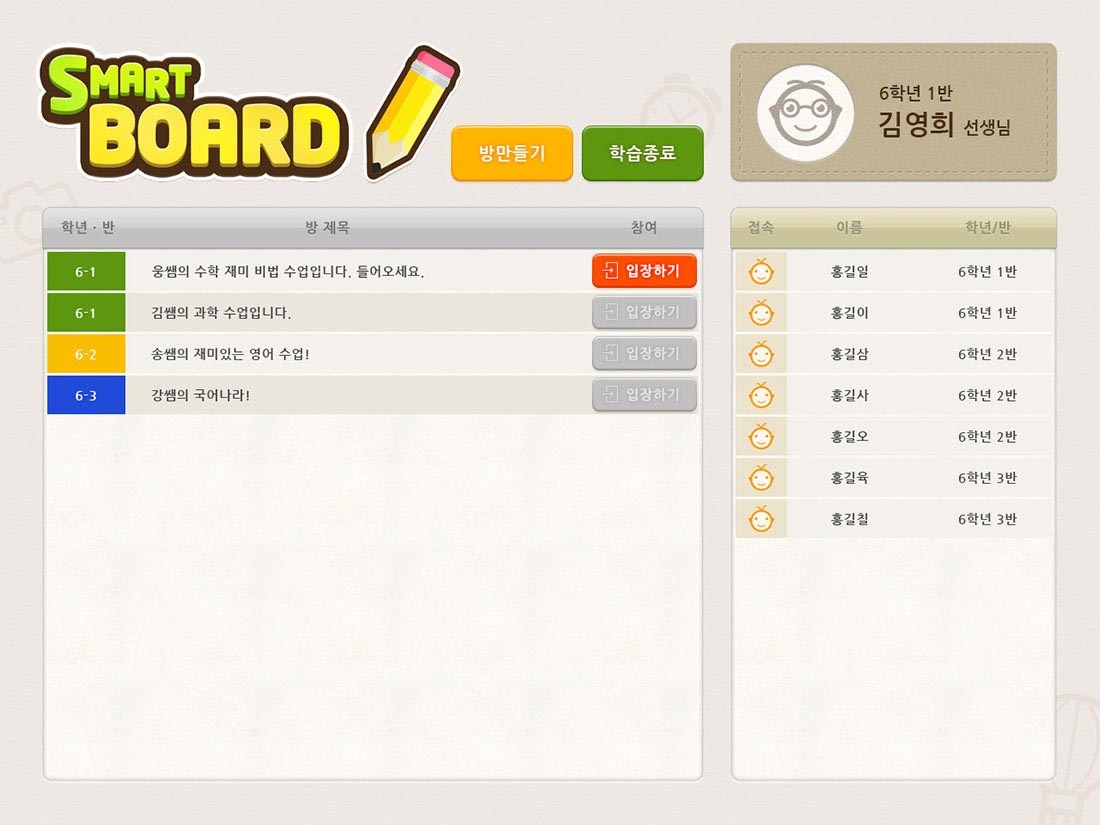 SMART
BOARD
방만들기
학습종료
6학년 1반
김영희 선생님
학년 · 반 방 제목 참여
6-1 웅쌤의 수학 재미 비법 수업입니다. 들어오세요. 입장하기
6-1 김쌤의 과학 수업입니다. 입장하기
6-2 송쌤의 재미있는 영어 수업! 입장하기
6-3 강쌤의 국어나라! 입장하기
접속 이름 학년/반
홍길일 6학년 1반
홍길이 6학년 1반
홍길삼 6학년 2반
홍길사 6학년 2반
홍길오 6학년 2반
홍길육 6학년 3반
홍길칠 6학년 3반